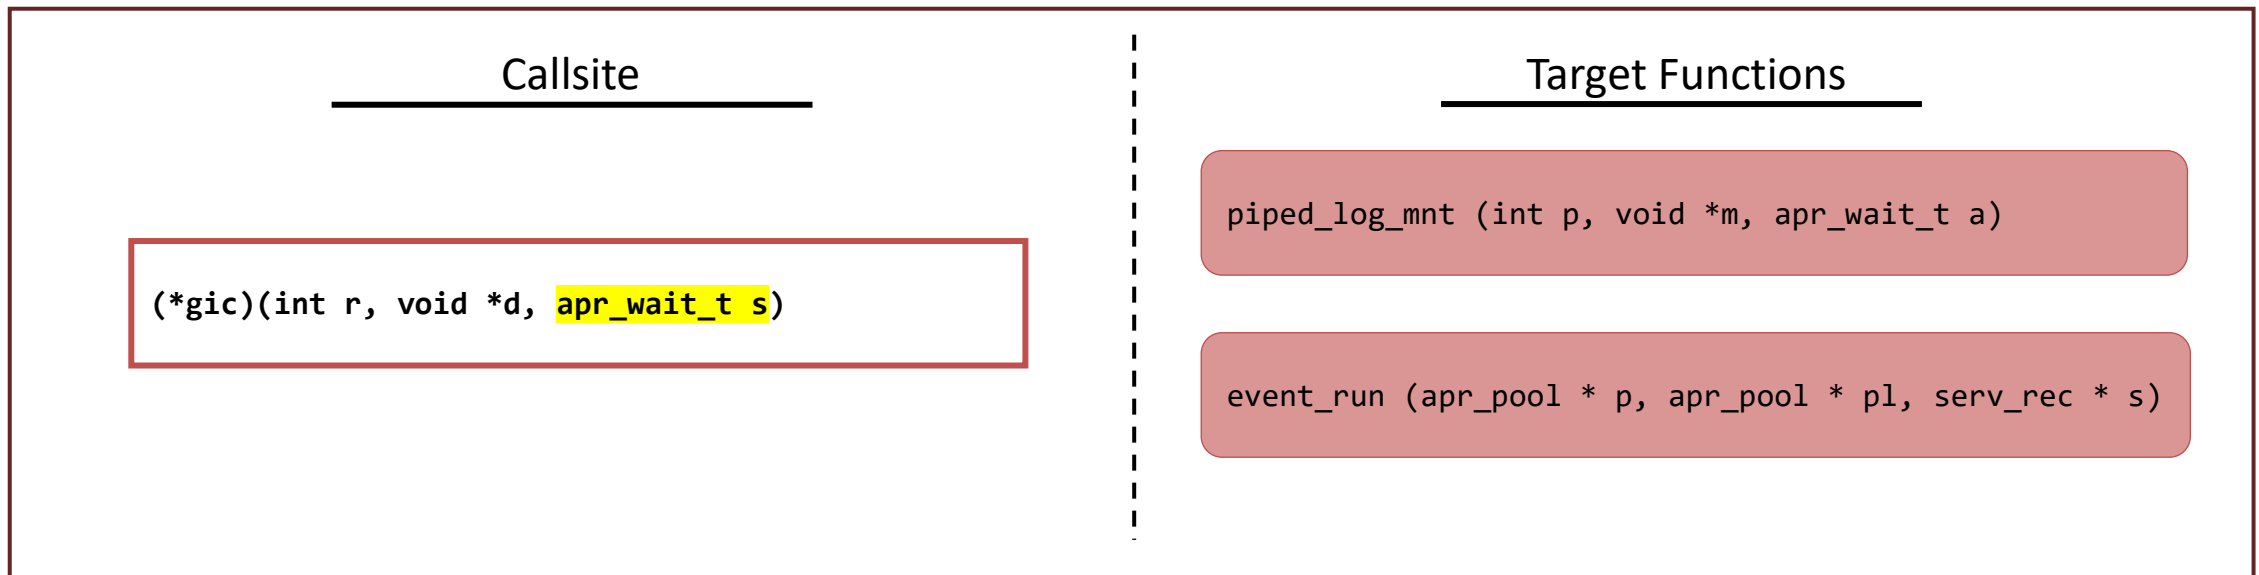 Callsite
(*gic)(int r, void *d, apr_wait_t s)
Target Functions
piped_log_mnt (int p, void *m, apr_wait_t a)
event_run (apr_pool * p, apr_pool * pl, serv_rec * s)